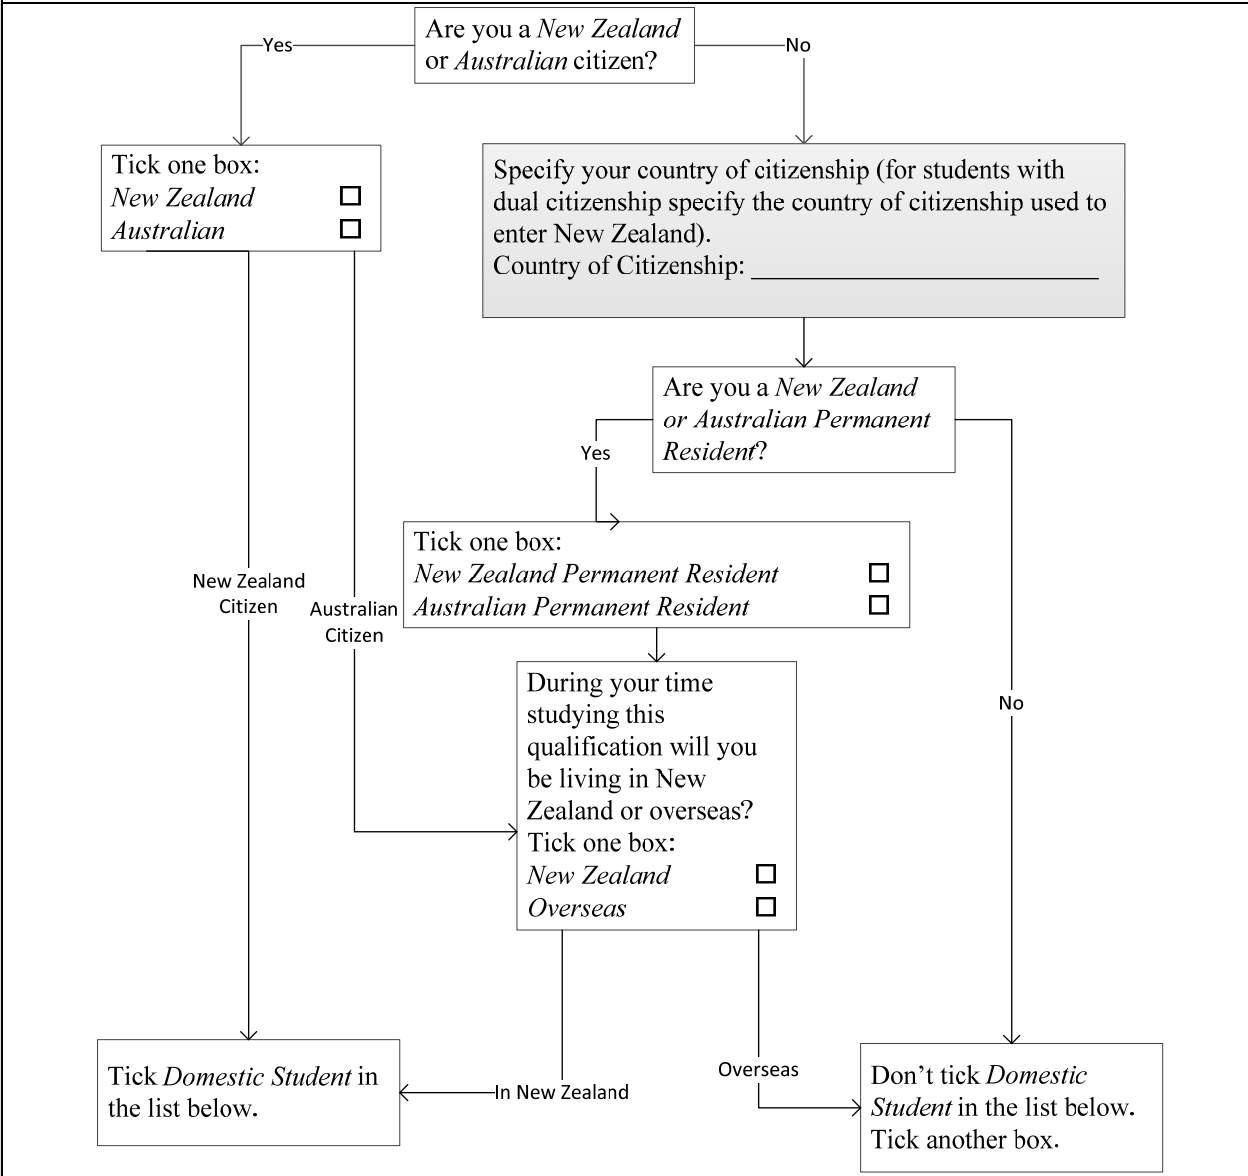 Are you a New Zealand
or Australian citizen?
Yes
No
Tick one box:
New Zealand
Australian
Specify your country of citizenship (for students with
dual citizenship specify the country of citizenship used to
enter New Zealand).
Country of Citizenship:
Are you a New Zealand
or Australian Permanent
Resident?
Yes
Tick one box:
New Zealand Permanent Resident
Australian Permanent Resident
New Zealand
Citizen
Australian
Citizen
During your time
studying this
qualification will you
be living in New
Zealand or overseas?
Tick one box:
New Zealand
Overseas
No
Tick Domestic Student in
the list below.
In New Zealand
Overseas
Don't tick Domestic
Student in the list below.
Tick another box.